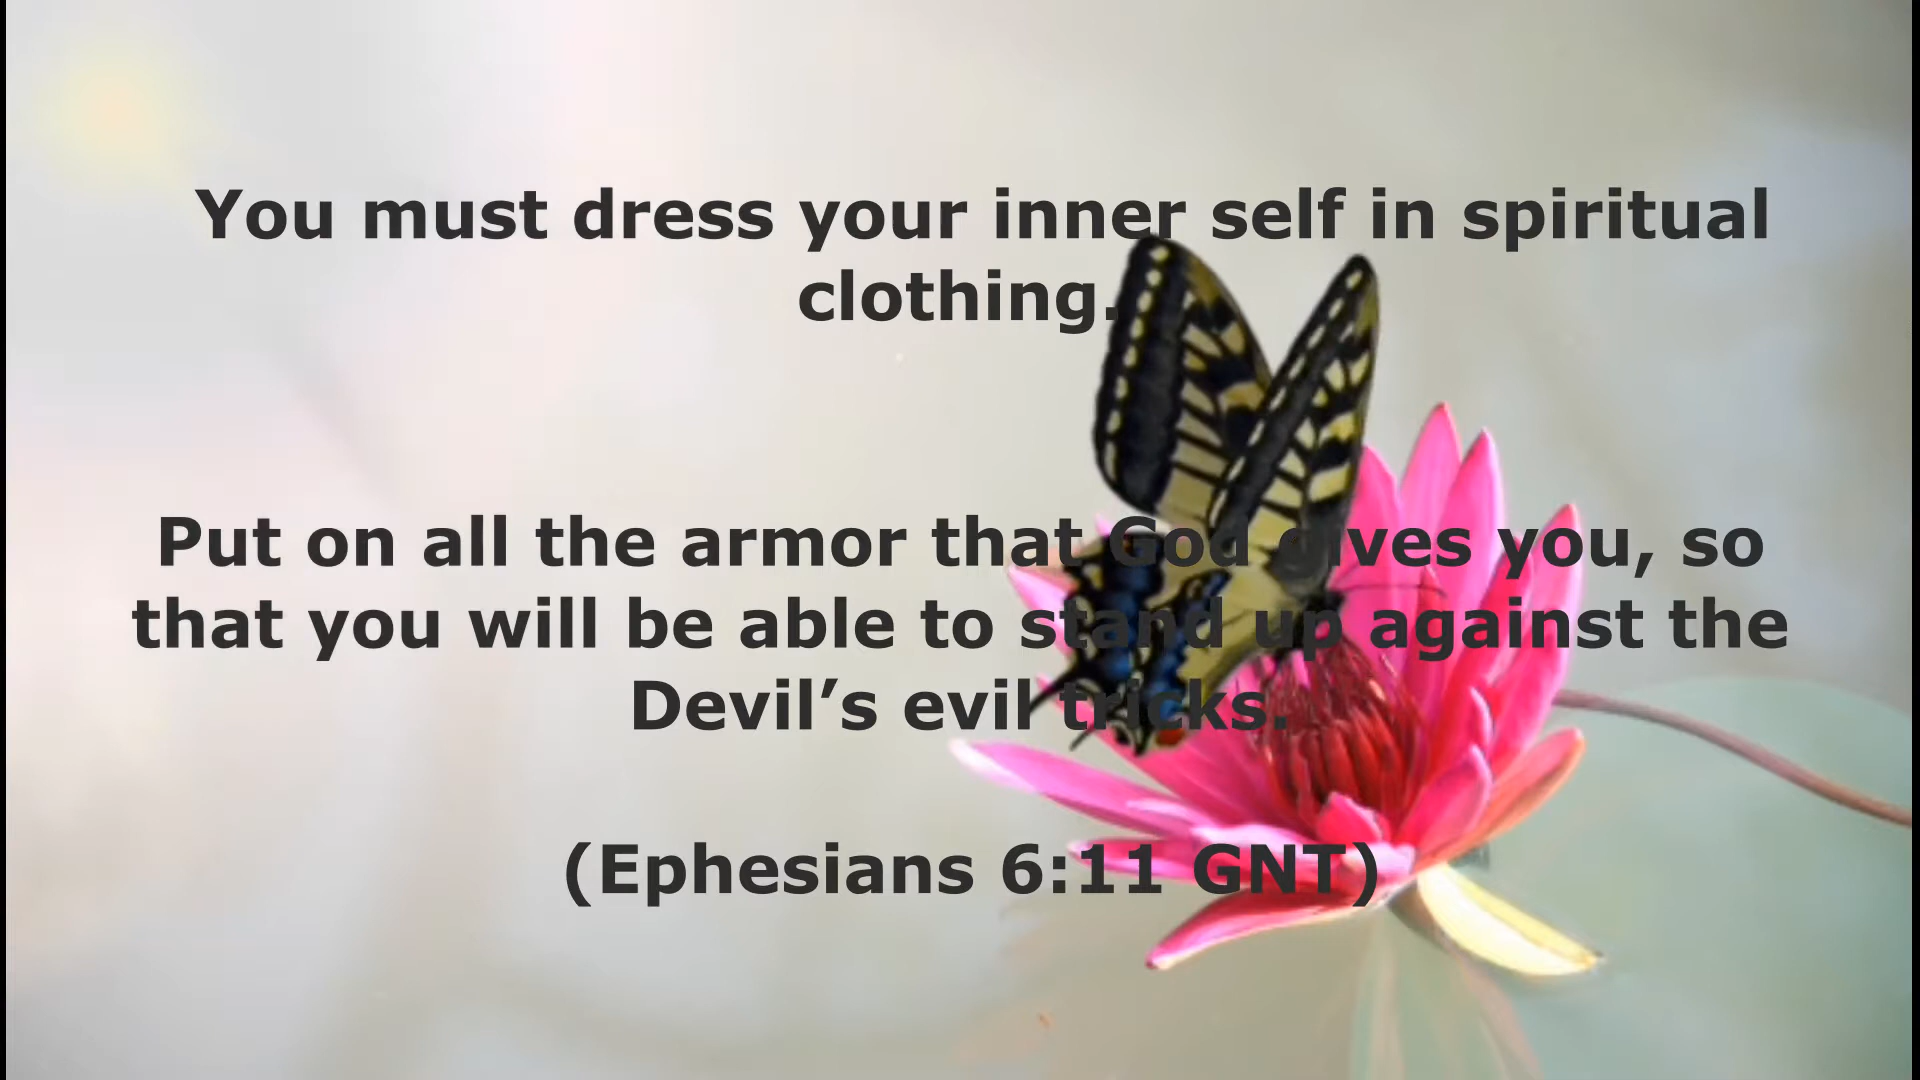 You must dress your inner self in spiritual
clothing.
Put on all the armor that God gives you, so
that you will be able to stand up against the
Devil’s evil tricks.
(Ephesians 6:11 GNT)